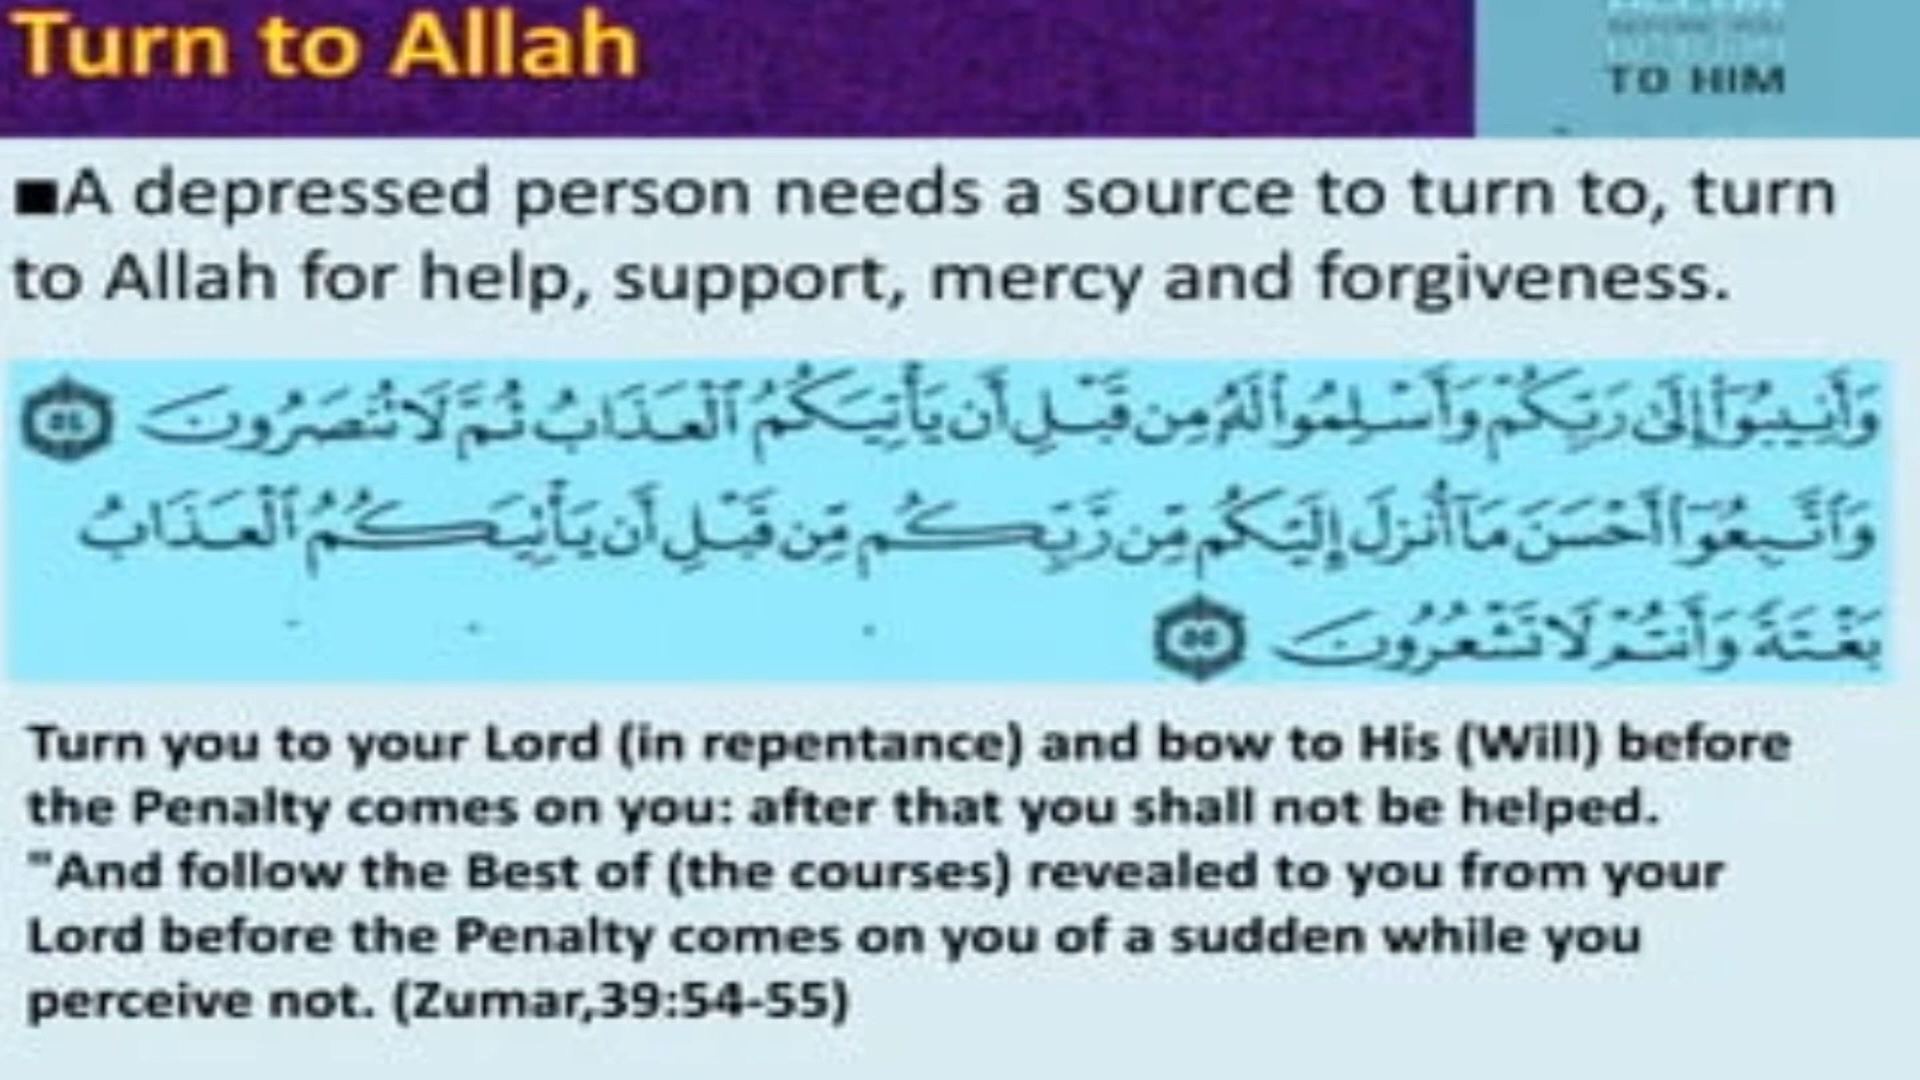 Turn to Allah
TO HIM
■A depressed person needs a source to turn to, turn
to Allah for help, support, mercy and forgiveness.
وَأَنِيبُوٓا۟ إِلَىٰ رَبِّكُمْ وَأَسْلِمُوا۟ لَهُۥ مِن قَبْلِ أَن يَأْتِيَكُمُ ٱلْعَذَابُ ثُمَّ لَا تُنصَرُونَ ٥٤
وَٱتَّبِعُوٓا۟ أَحْسَنَ مَآ أُنزِلَ إِلَيْكُم مِّن رَّبِّكُم مِّن قَبْلِ أَن يَأْتِيَكُمُ ٱلْعَذَابُ
بَغْتَةً وَأَنتُمْ لَا تَشْعُرُونَ ٥٥
Turn you to your Lord (in repentance) and bow to His (Will) before
the Penalty comes on you: after that you shall not be helped.
"And follow the Best of (the courses) revealed to you from your
Lord before the Penalty comes on you of a sudden while you
perceive not. (Zumar,39:54-55)